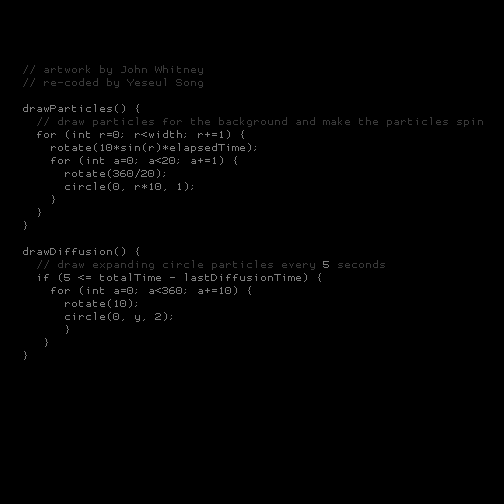 // artwork by John Whitney
// re-coded by Yeseul Song

drawParticles() {
  // draw particles for the background and make the particles spin
  for (int r=0; r<width; r+=1) {
    rotate(10*sin(r)*elapsedTime);
    for (int a=0; a<20; a+=1) {
      rotate(360/20);
      circle(0, r*10, 1);
    }
  }
}

drawDiffusion() {
  // draw expanding circle particles every 5 seconds
  if (5 <= totalTime - lastDiffusionTime) {
    for (int a=0; a<360; a+=10) {
      rotate(10);
      circle(0, y, 2);
      }
   }
}